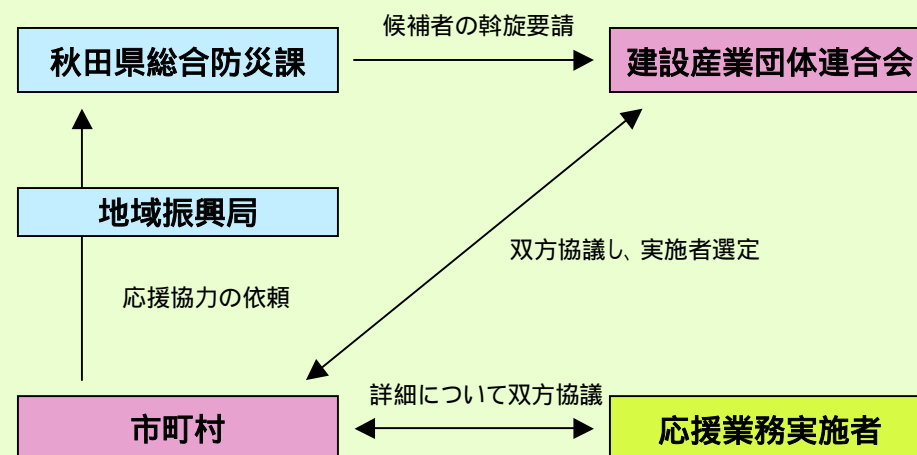 候補者の斡旋要請
秋田県総合防災課
建設産業団体連合会
地域振興局
双方協議し、実施者選定
応援協力の依頼
詳細について双方協議
市町村
応援業務実施者